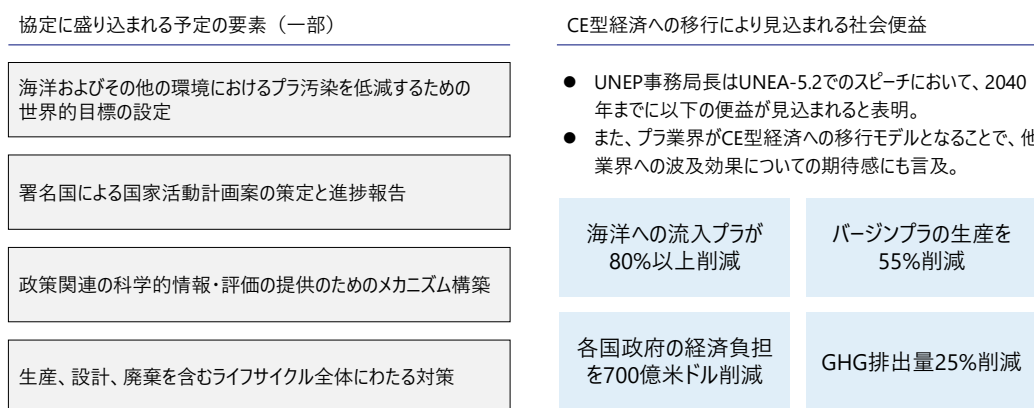 協定に盛り込まれる予定の要素（一部）
海洋およびその他の環境におけるプラ汚染を低減するための
世界的目標の設定
署名国による国家活動計画案の策定と進捗報告
政策関連の科学的情報・評価の提供のためのメカニズム構築
生産、設計、廃棄を含むライフサイクル全体にわたる対策
CE型経済への移行により見込まれる社会便益
● UNEP事務局長はUNEA-5.2でのスピーチにおいて、2040
年までに以下の便益が見込まれると表明。
● また、プラ業界がCE型経済への移行モデルとなることで、他
業界への波及効果についての期待感にも言及。
海洋への流入プラが
80%以上削減
バージンプラの生産を
55%削減
各国政府の経済負担
を700億米ドル削減
GHG排出量25%削減